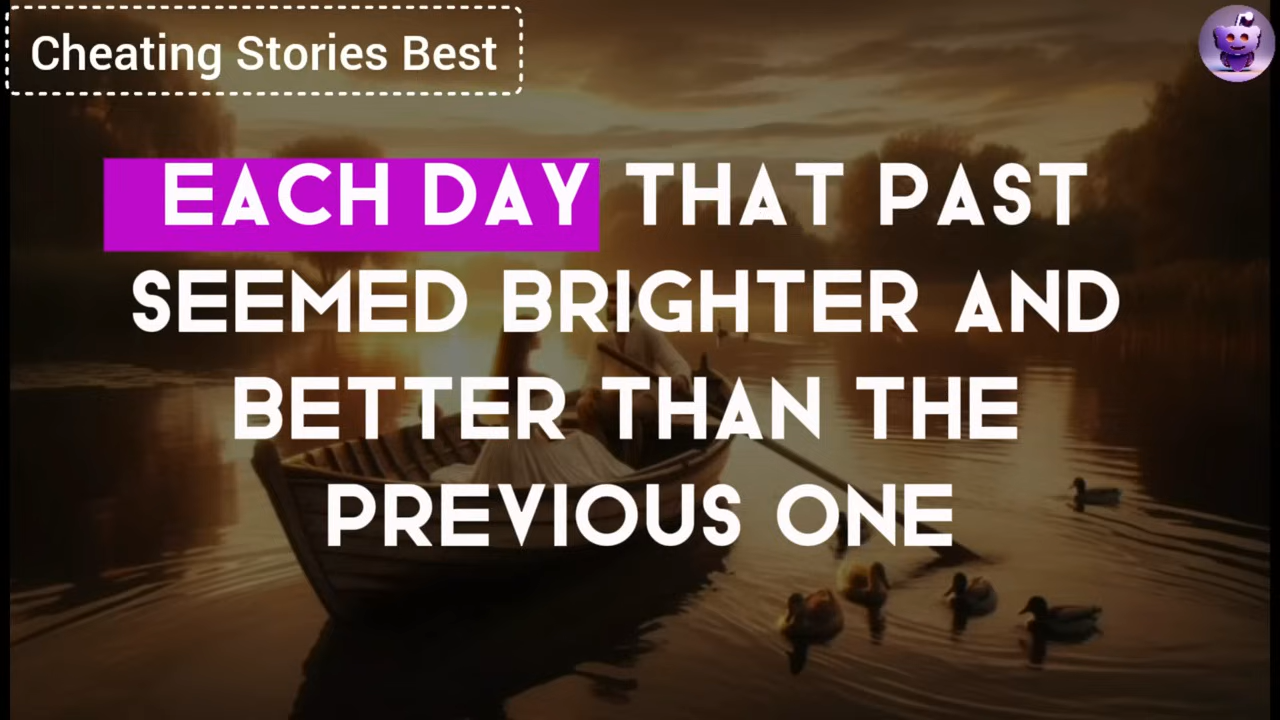 Cheating Stories Best
EACH DAY THAT PAST
SEEMED BRIGHTER AND
BETTER THAN THE
PREVIOUS ONE